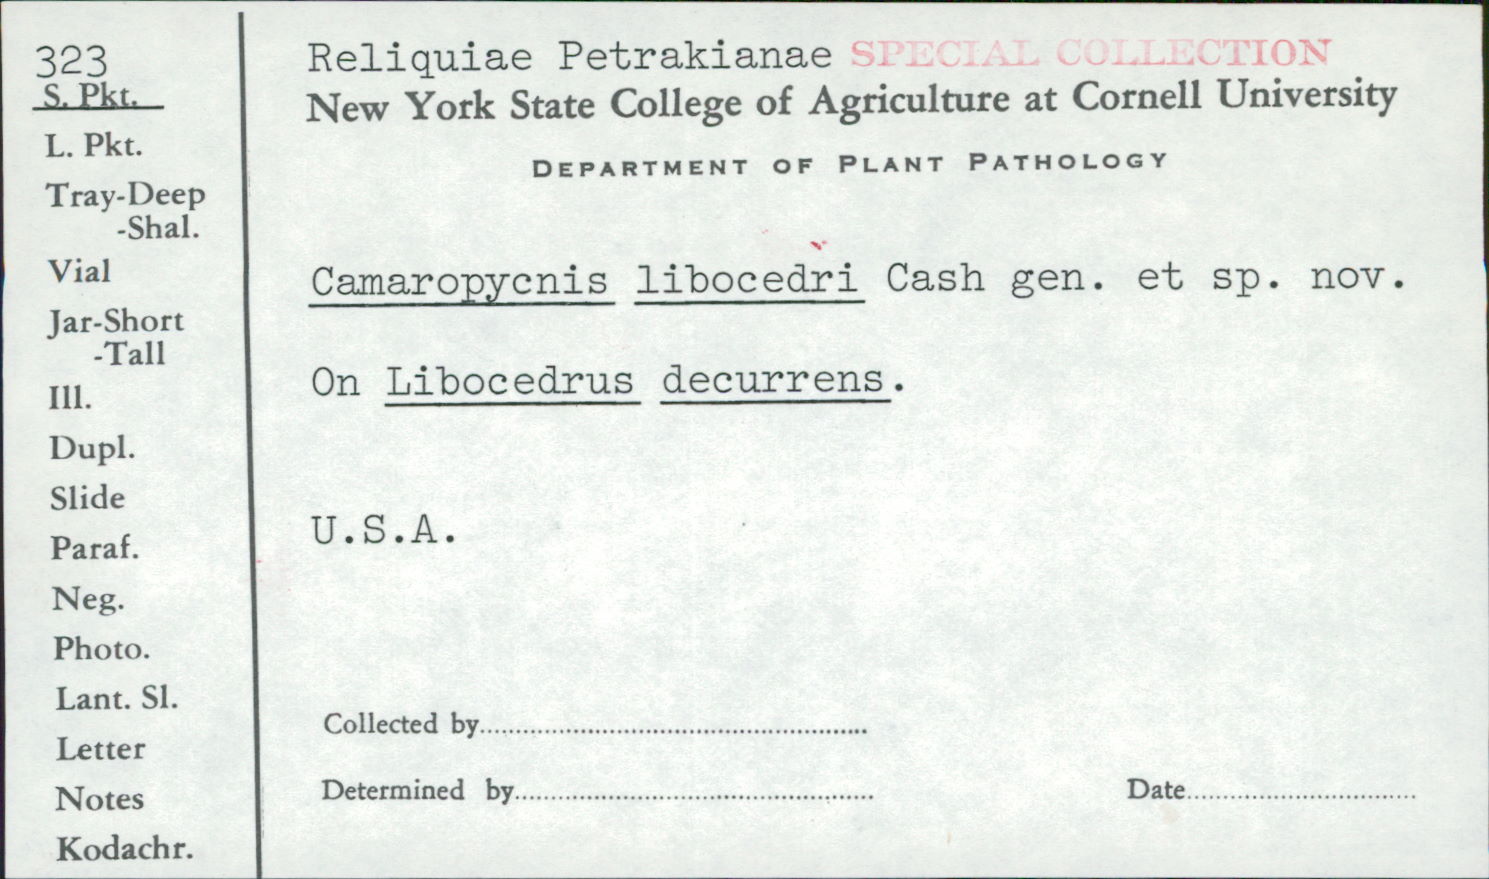 323
S. Pkt.
L. Pkt.
Tray-Deep
-Shal.
Vial
Jar-Short
-Tall
Ill.
Dupl.
Slide
Paraf.
Neg.
Photo.
Lant. Sl.
Letter
Notes
Kodachr.
Reliquiae Petrakianae SPECIAL COLLECTION
New York State College of Agriculture at Cornell University
DEPARTMENT OF PLANT PATHOLOGY
Camaropycnis libocedri Cash gen. et sp. nov.
On Libocedrus decurrens.
U.S.A.
Collected by
Determined by Date